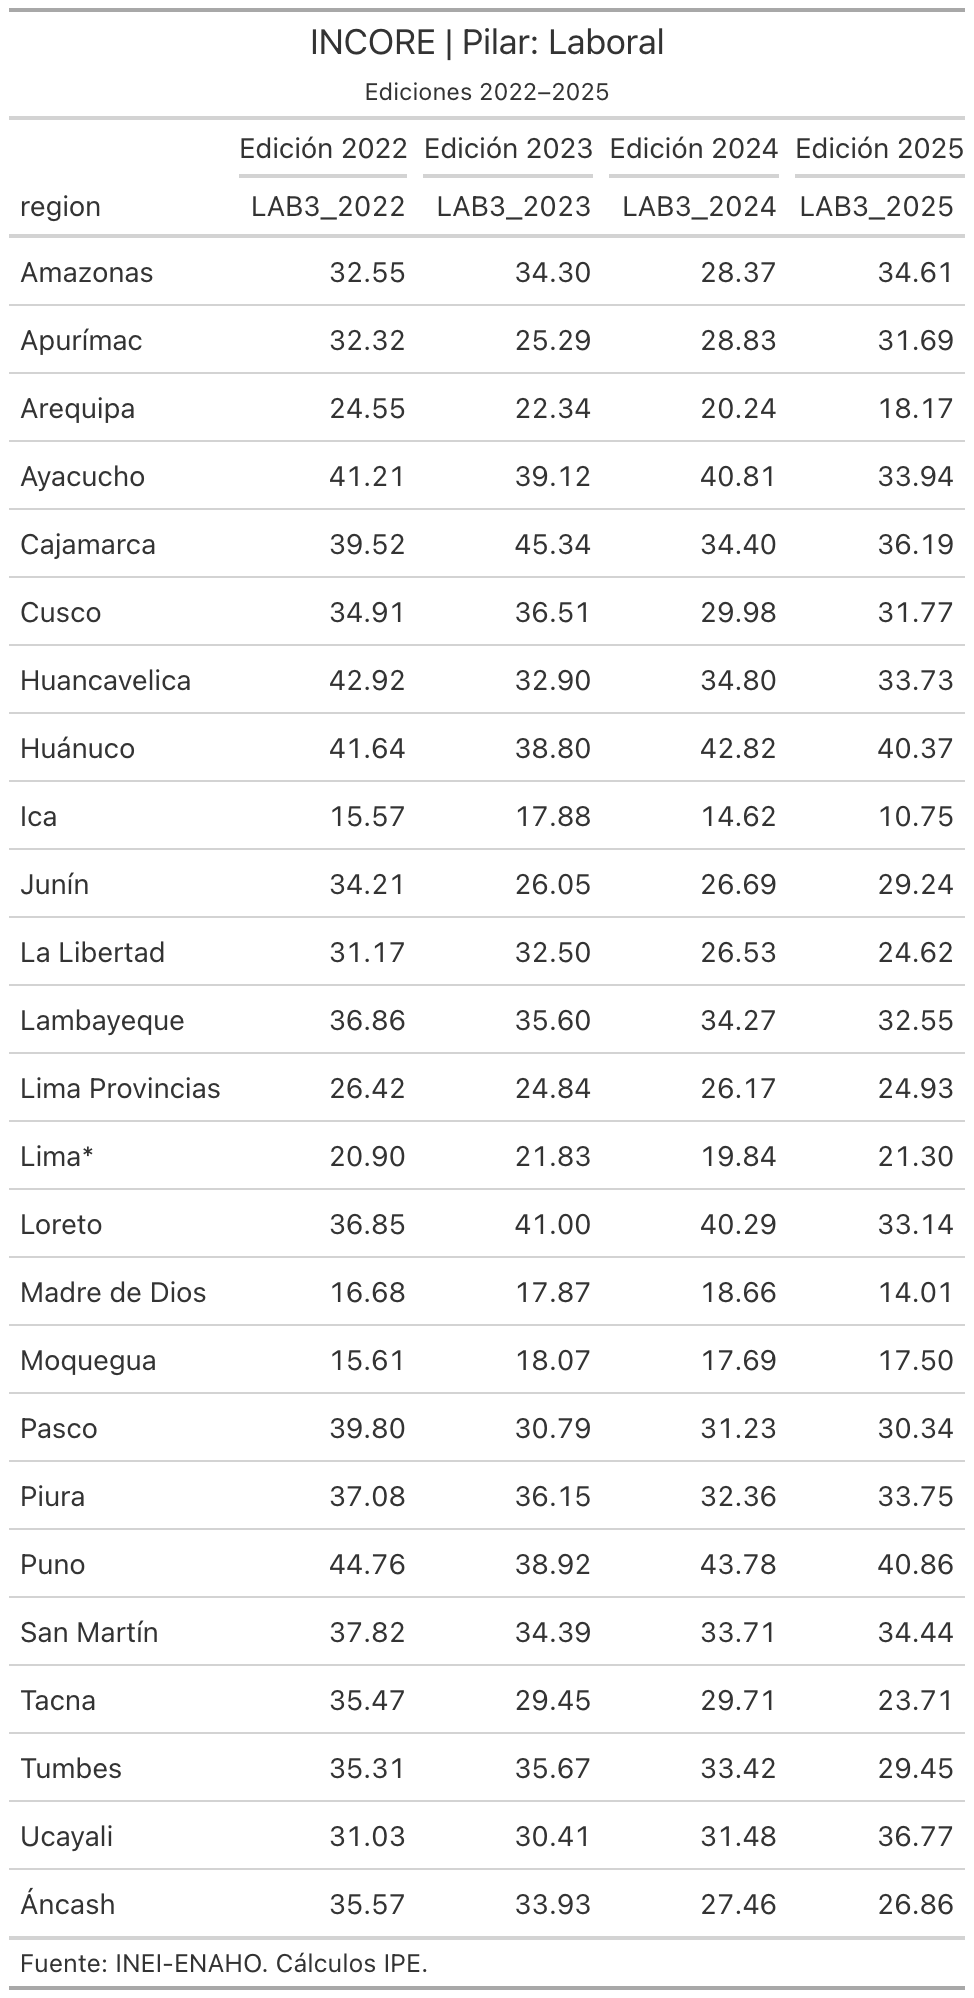 INCORE | Pilar: Laboral
Ediciones 2022–2025
Edición 2022 Edición 2023 Edición 2024 Edición 2025
region LAB3_2022 LAB3_2023 LAB3_2024 LAB3_2025
Amazonas 32.55 34.30 28.37 34.61
Apurímac 32.32 25.29 28.83 31.69
Arequipa 24.55 22.34 20.24 18.17
Ayacucho 41.21 39.12 40.81 33.94
Cajamarca 39.52 45.34 34.40 36.19
Cusco 34.91 36.51 29.98 31.77
Huancavelica 42.92 32.90 34.80 33.73
Huánuco 41.64 38.80 42.82 40.37
Ica 15.57 17.88 14.62 10.75
Junín 34.21 26.05 26.69 29.24
La Libertad 31.17 32.50 26.53 24.62
Lambayeque 36.86 35.60 34.27 32.55
Lima Provincias 26.42 24.84 26.17 24.93
Lima* 20.90 21.83 19.84 21.30
Loreto 36.85 41.00 40.29 33.14
Madre de Dios 16.68 17.87 18.66 14.01
Moquegua 15.61 18.07 17.69 17.50
Pasco 39.80 30.79 31.23 30.34
Piura 37.08 36.15 32.36 33.75
Puno 44.76 38.92 43.78 40.86
San Martín 37.82 34.39 33.71 34.44
Tacna 35.47 29.45 29.71 23.71
Tumbes 35.31 35.67 33.42 29.45
Ucayali 31.03 30.41 31.48 36.77
Áncash 35.57 33.93 27.46 26.86
Fuente: INEI-ENAHO. Cálculos IPE.